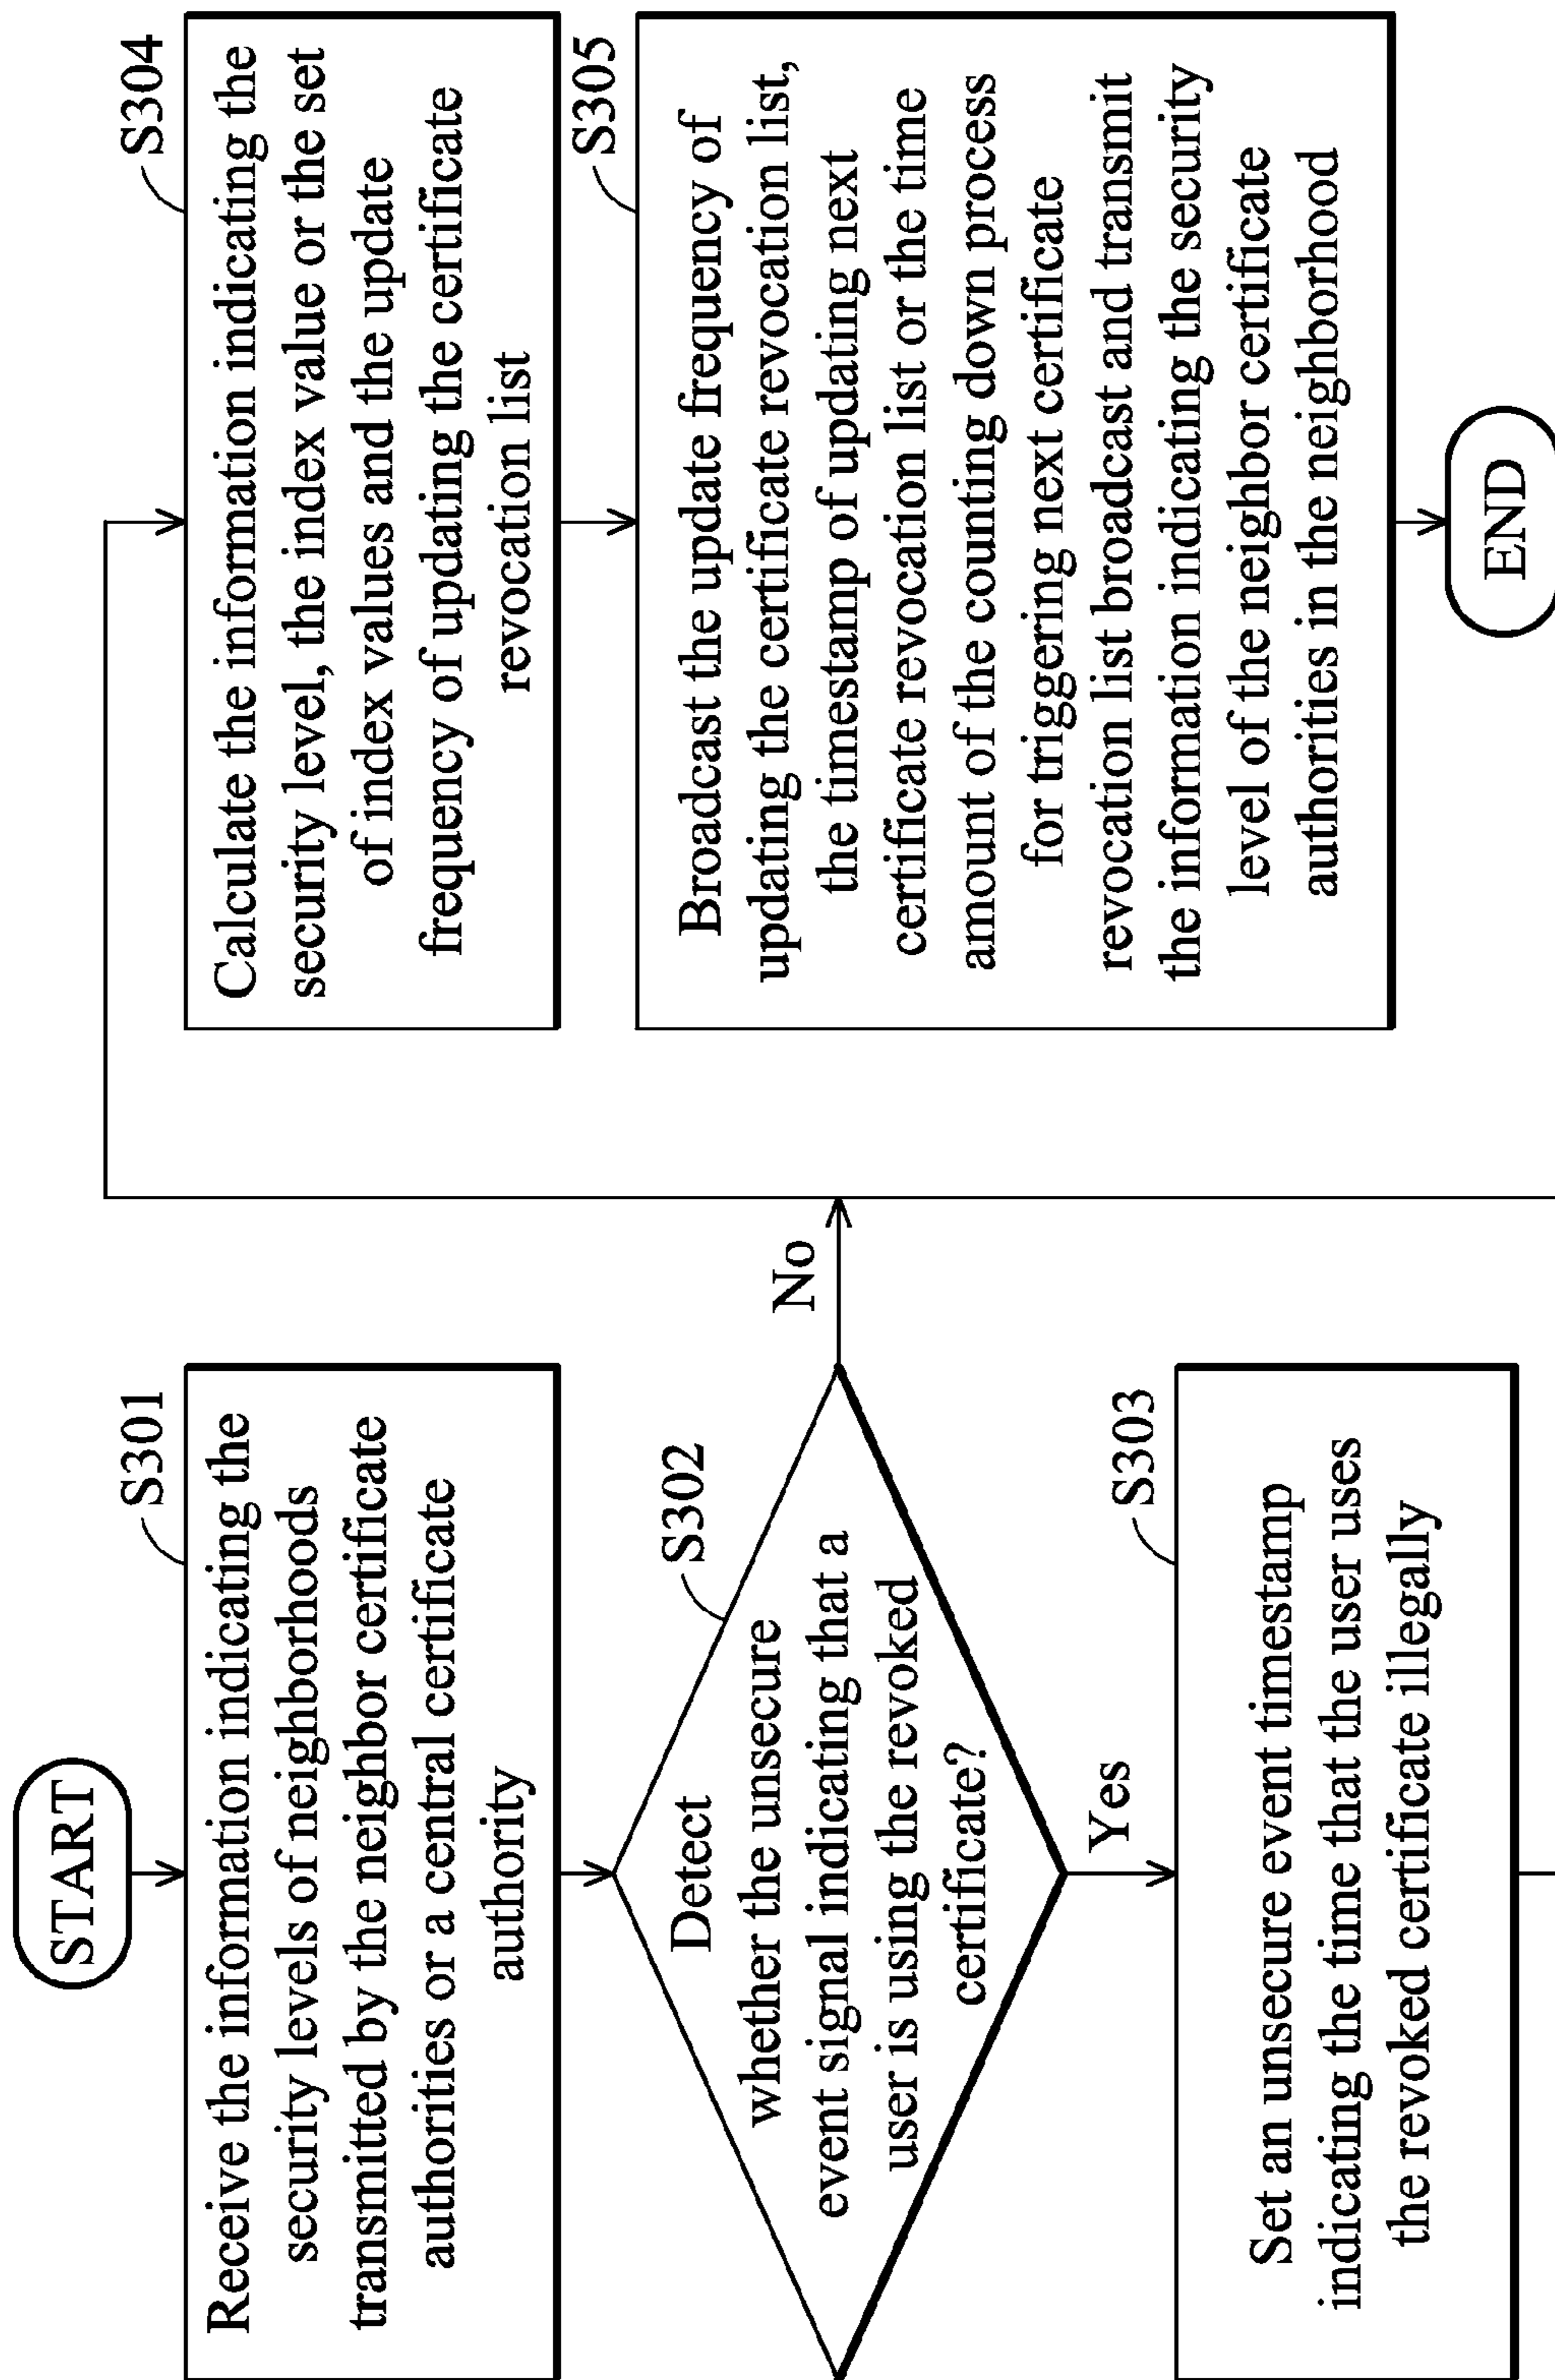 START
S301
Receive the information indicating the
security levels of neighborhoods
transmitted by the neighbor certificate
authorities or a central certificate
authority
S302
Detect
whether the unsecure
event signal indicating that a
user is using the revoked
certificate?
No
Yes
S303
Set an unsecure event timestamp
indicating the time that the user uses
the revoked certificate illegally
S304
Calculate the information indicating the
security level, the index value or the set
of index values and the update
frequency of updating the certificate
revocation list
S305
Broadcast the update frequency of
updating the certificate revocation list,
the timestamp of updating next
certificate revocation list or the time
amount of the counting down process
for triggering next certificate
revocation list broadcast and transmit
the information indicating the security
level of the neighbor certificate
authorities in the neighborhood
END